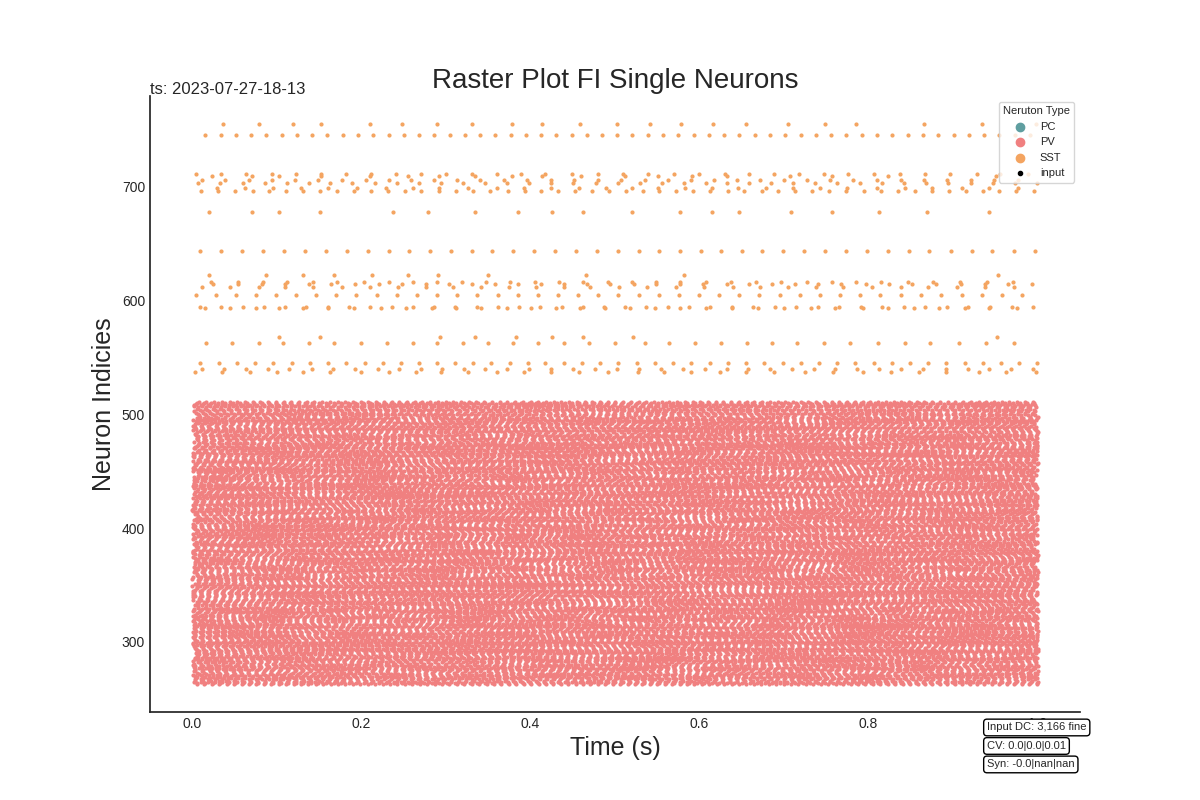 Raster Plot FI Single Neurons
ts: 2023-07-27-18-13
Neruton Type
PC
PV
SST
input
Neuron Indicies
700
600
500
400
300
0.0 0.2 0.4 0.6 0.8
Time (s)
Input DC: 3,166 fine
CV: 0.0|0.0|0.01
Syn: -0.0|nan|nan